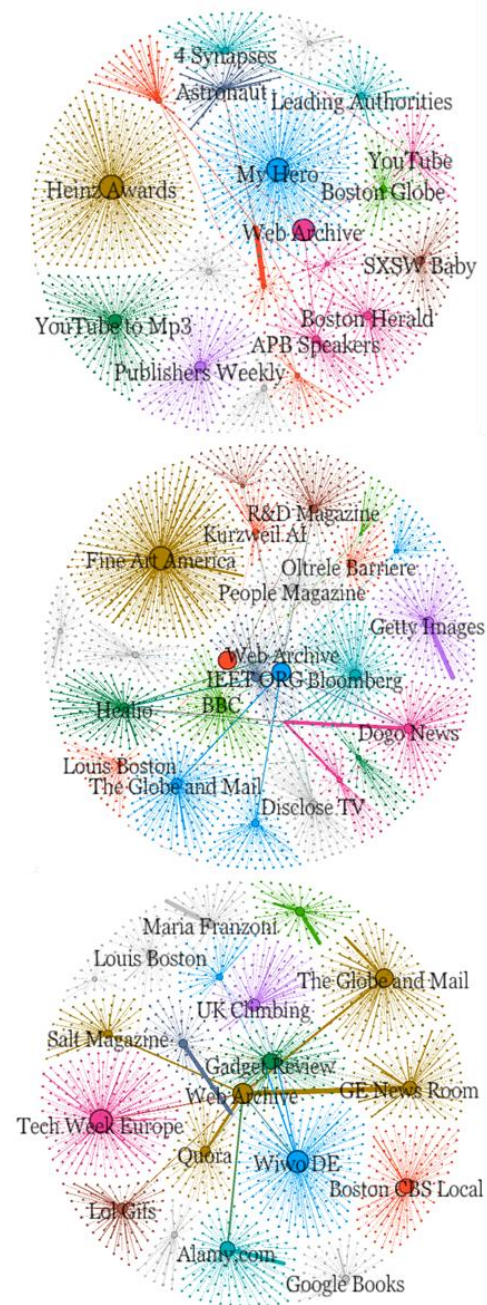 4 Synapses
Astronaut
Leading Authorities
YouTube
My Hero
Heinz Awards
Boston Globe
Web Archive
SXSW Baby
Boston Herald
YouTube to Mp3
APB Speakers
Publishers Weekly
R&D Magazine
Kurzweil AI
Fine Art America
Oltrele Barriere
People Magazine
Getty Images
Web Archive
IEET ORG
Bloomberg
Healio
BBC
Dogo News
Louis Boston
The Globe and Mail
Disclose TV
Maria Franzoni
Louis Boston
The Globe and Mail
UK Climbing
Salt Magazine
Gadget Review
Web Archive
GE News Room
Tech Week Europe
Quora
Wiwo DE
Boston CBS Local
Lol Gifs
Alamy.com
Google Books